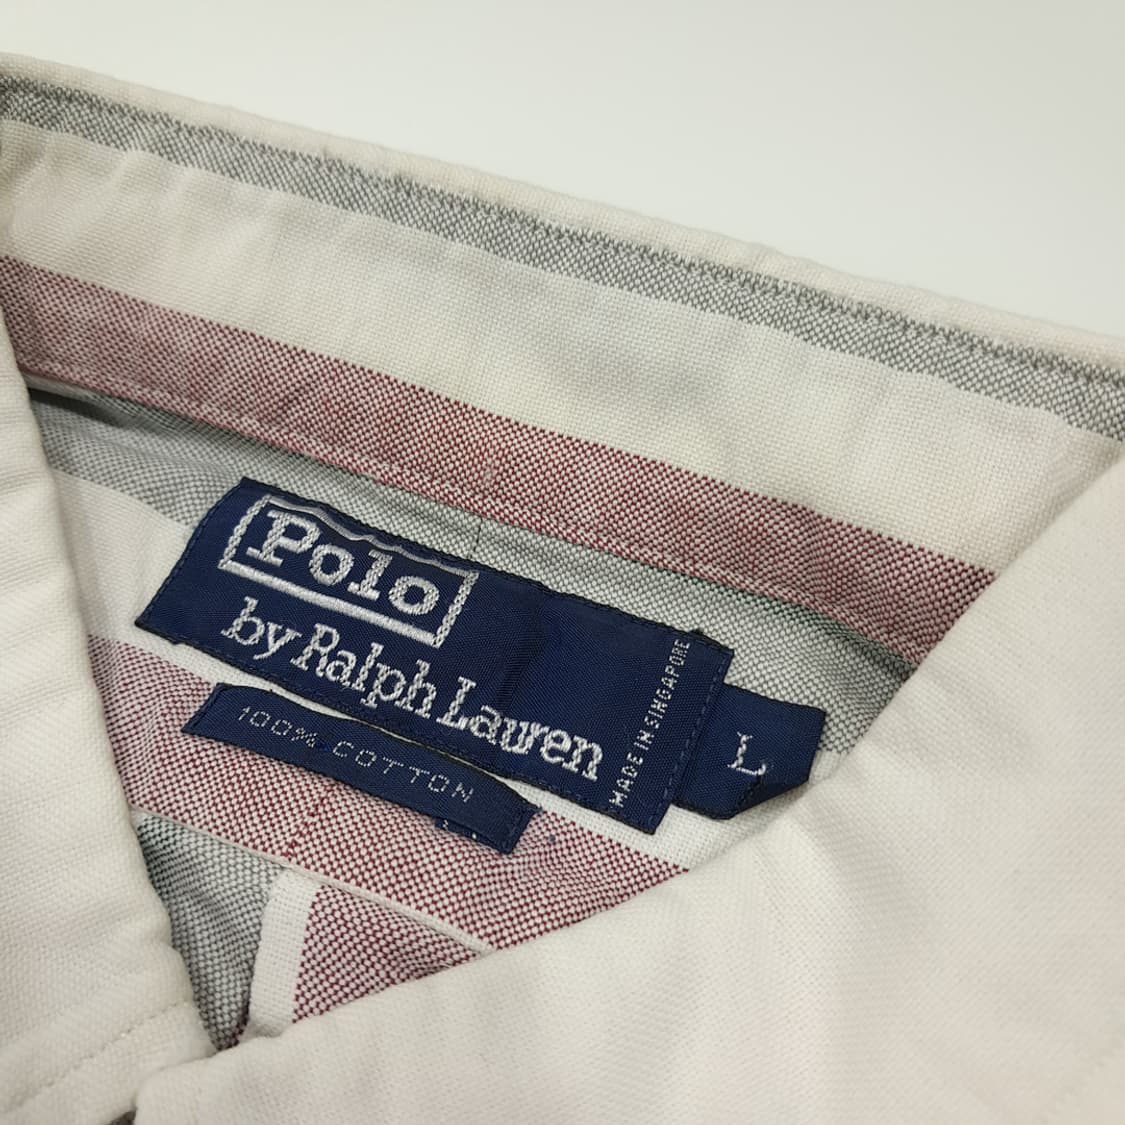 Polo
by Ralph Lauren
MADE IN SINGAPORE
L
100% COTTON